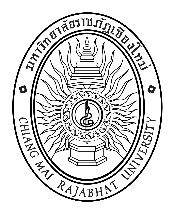 มหาวิทยาลัยราชภัฏเชียงใหม่
CHIANG MAI RAJABHAT UNIVERSITY